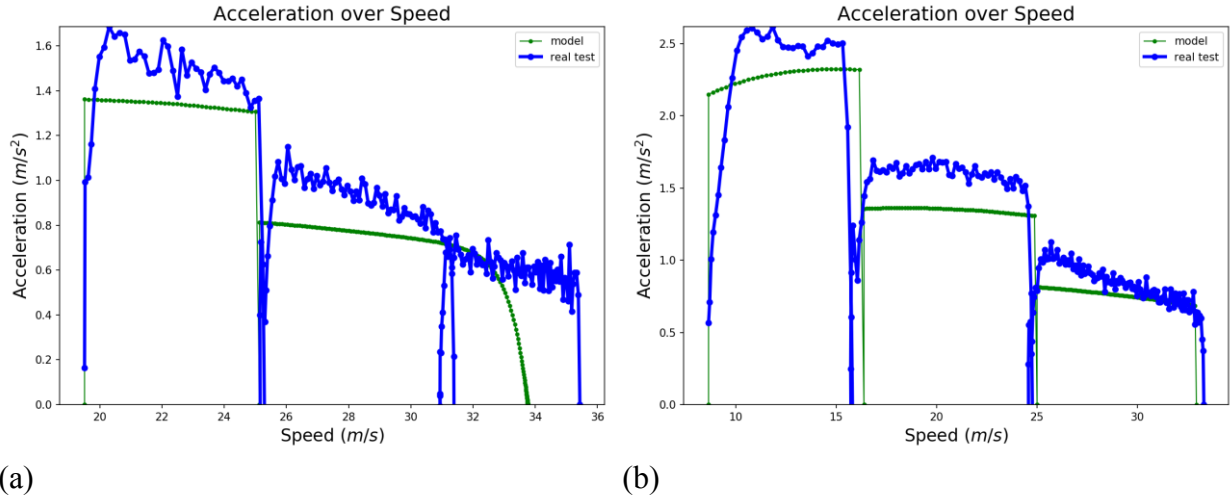 Acceleration over Speed
model
real test
1.6
1.4
1.2
1.0
0.8
0.6
0.4
0.2
0.0
Acceleration (m/s²)
20
22
24
26
28
30
32
34
36
Speed (m/s)
(a)
Acceleration over Speed
model
real test
2.5
2.0
1.5
1.0
0.5
0.0
Acceleration (m/s²)
10
15
20
25
30
Speed (m/s)
(b)